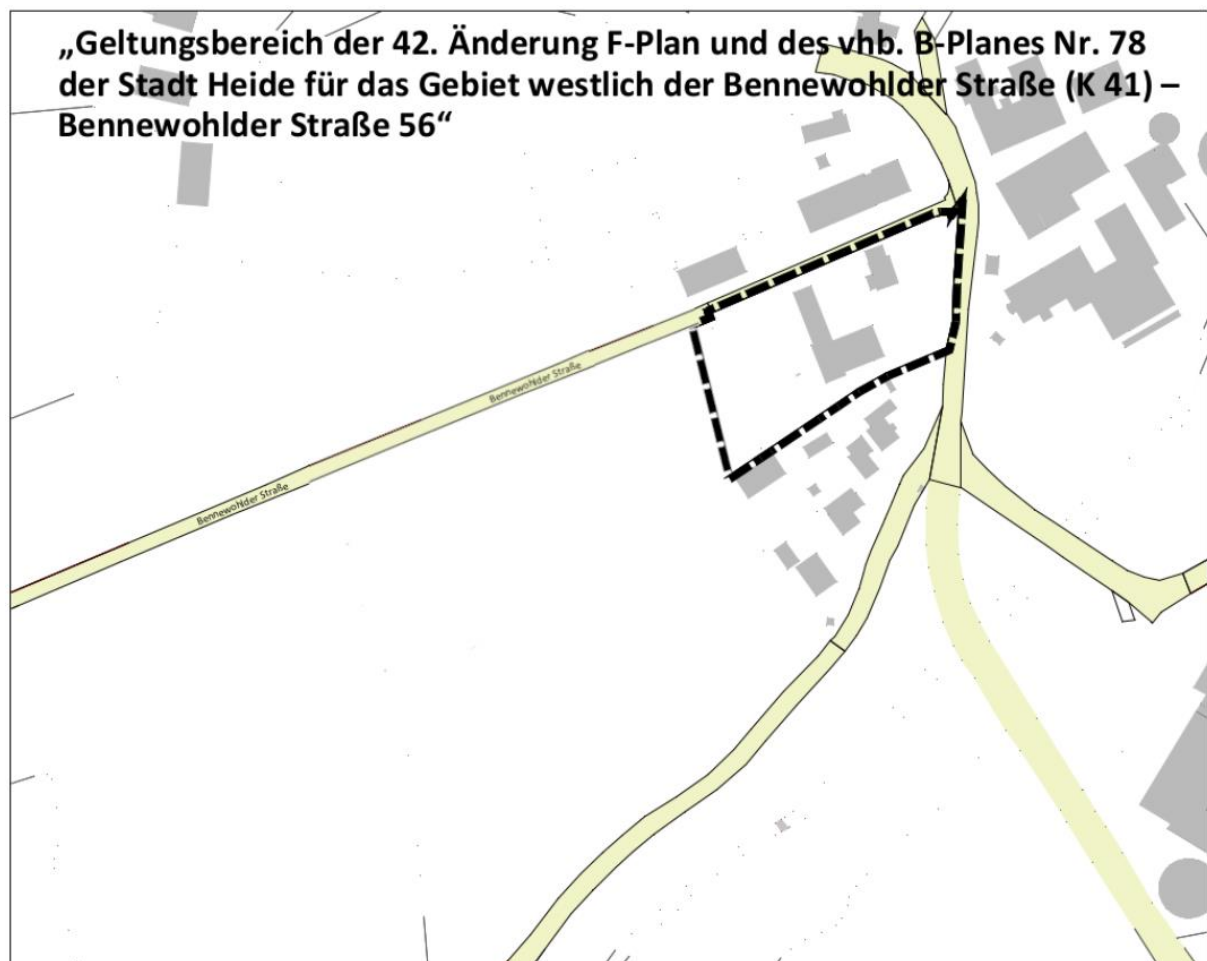 „Geltungsbereich der 42. Änderung F-Plan und des vhb. B-Planes Nr. 78
der Stadt Heide für das Gebiet westlich der Bennewohlder Straße (K 41) –
Bennewohlder Straße 56“
Bennewohlder Straße
Bennewohlder Straße